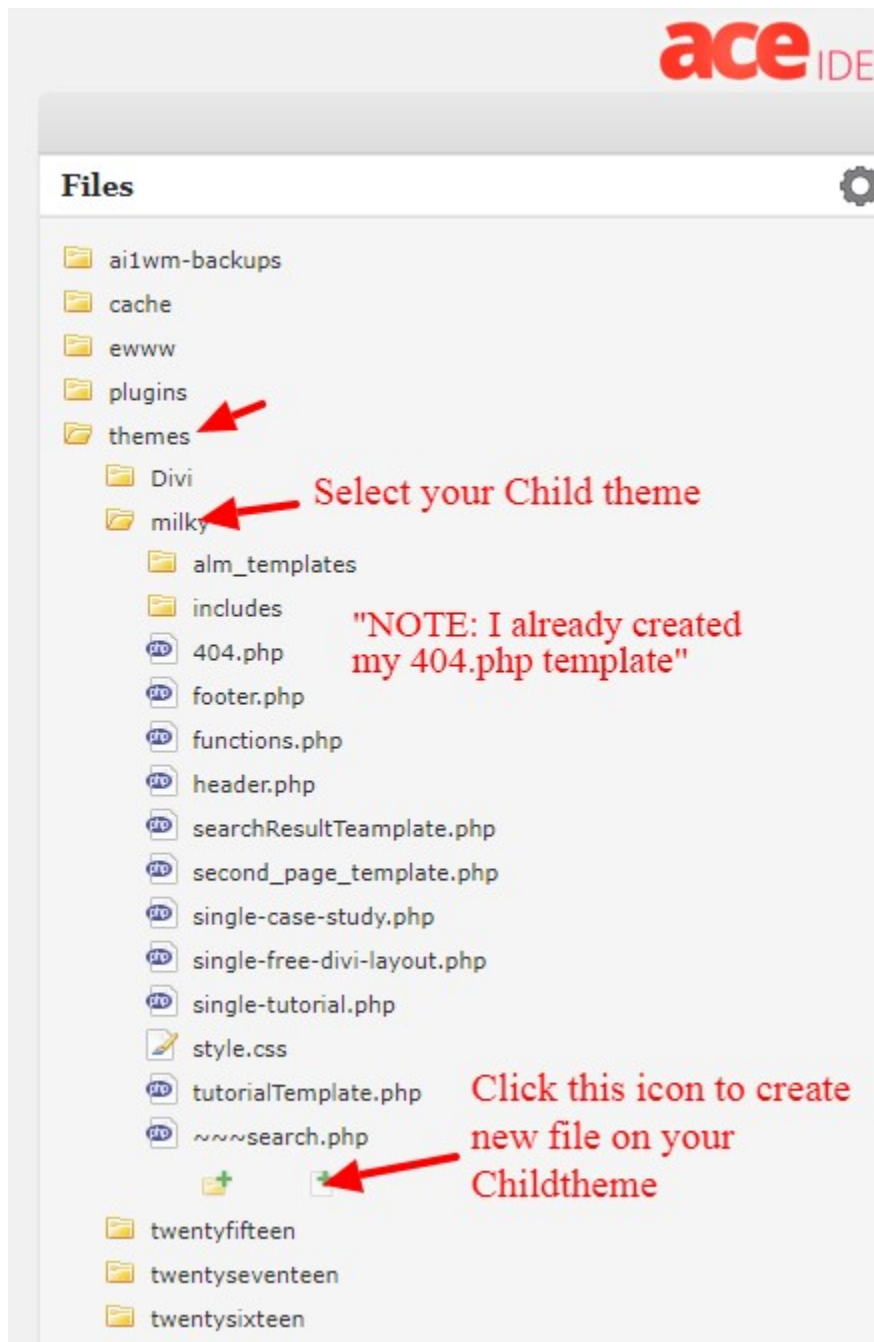 ace IDE
Files
ai1wm-backups
cache
ewww
plugins
themes
Divi
Select your Child theme
milky
alm_templates
includes
"NOTE: I already created
my 404.php template"
404.php
footer.php
functions.php
header.php
searchResultTeamplate.php
second_page_template.php
single-case-study.php
single-free-divi-layout.php
single-tutorial.php
style.css
tutorialTemplate.php
~~~search.php
Click this icon to create
new file on your
Childtheme
twentyfifteen
twentyseventeen
twentysixteen